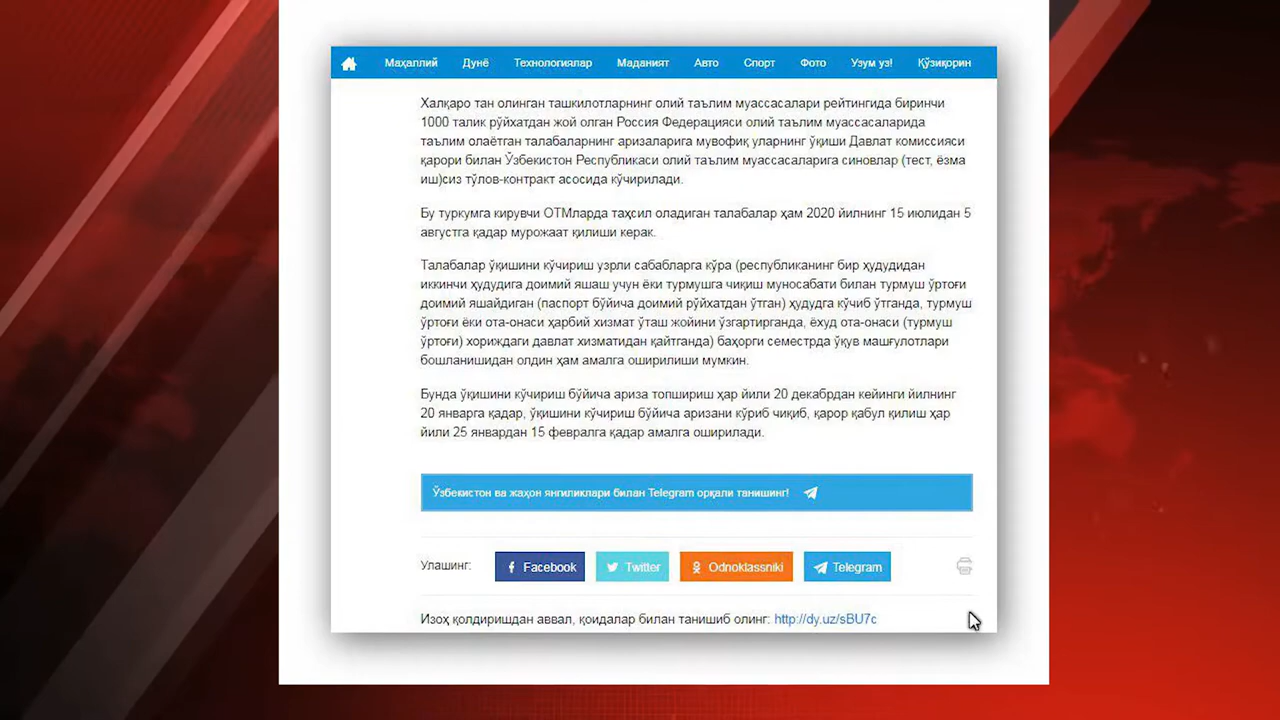 Маҳаллий Дунё Технологиялар Маданият Авто Спорт Фото Узум уз! Қўзиқорин
Халқаро тан олинган ташкилотларнинг олий таълим муассасалари рейтингида биринчи
1000 талик рўйхатдан жой олган Россия Федерацияси олий таълим муассасаларида
таълим олаётган талабаларнинг аризаларига мувофиқ уларнинг ўқиши Давлат комиссияси
қарори билан Ўзбекистон Республикаси олий таълим муассасаларига синовлар (тест, ёзма
иш)сиз тўлов-контракт асосида кўчирилади.
Бу туркумга кирувчи ОТМларда таҳсил оладиган талабалар ҳам 2020 йилнинг 15 июлидан 5
августга қадар мурожаат қилиши керак.
Талабалар ўқишини кўчириш узрли сабабларга кўра (республиканинг бир ҳудудидан
иккинчи ҳудудига доимий яшаш учун ёки турмушга чиқиш муносабати билан турмуш ўртоғи
доимий яшайдиган (паспорт бўйича доимий рўйхатдан ўтган) ҳудудга кўчиб ўтганда, турмуш
ўртоғи ёки ота-онаси ҳарбий хизмат ўташ жойини ўзгартирганда, ёхуд ота-онаси (турмуш
ўртоғи) хориждаги давлат хизматидан қайтганда) баҳорги семестрда ўқув машғулотлари
бошланишидан олдин ҳам амалга оширилиши мумкин.
Бунда ўқишини кўчириш бўйича ариза топшириш ҳар йили 20 декабрдан кейинги йилнинг
20 январга қадар, ўқишини кўчириш бўйича аризани кўриб чиқиб, қарор қабул қилиш ҳар
йили 25 январдан 15 февралга қадар амалга оширилади.
Ўзбекистон ва жаҳон янгиликлари билан Telegram орқали танишинг!
Улашинг: Facebook Twitter Odnoklassniki Telegram
Изоҳ қолдиришдан аввал, қоидалар билан танишиб олинг: http://dy.uz/sBU7c